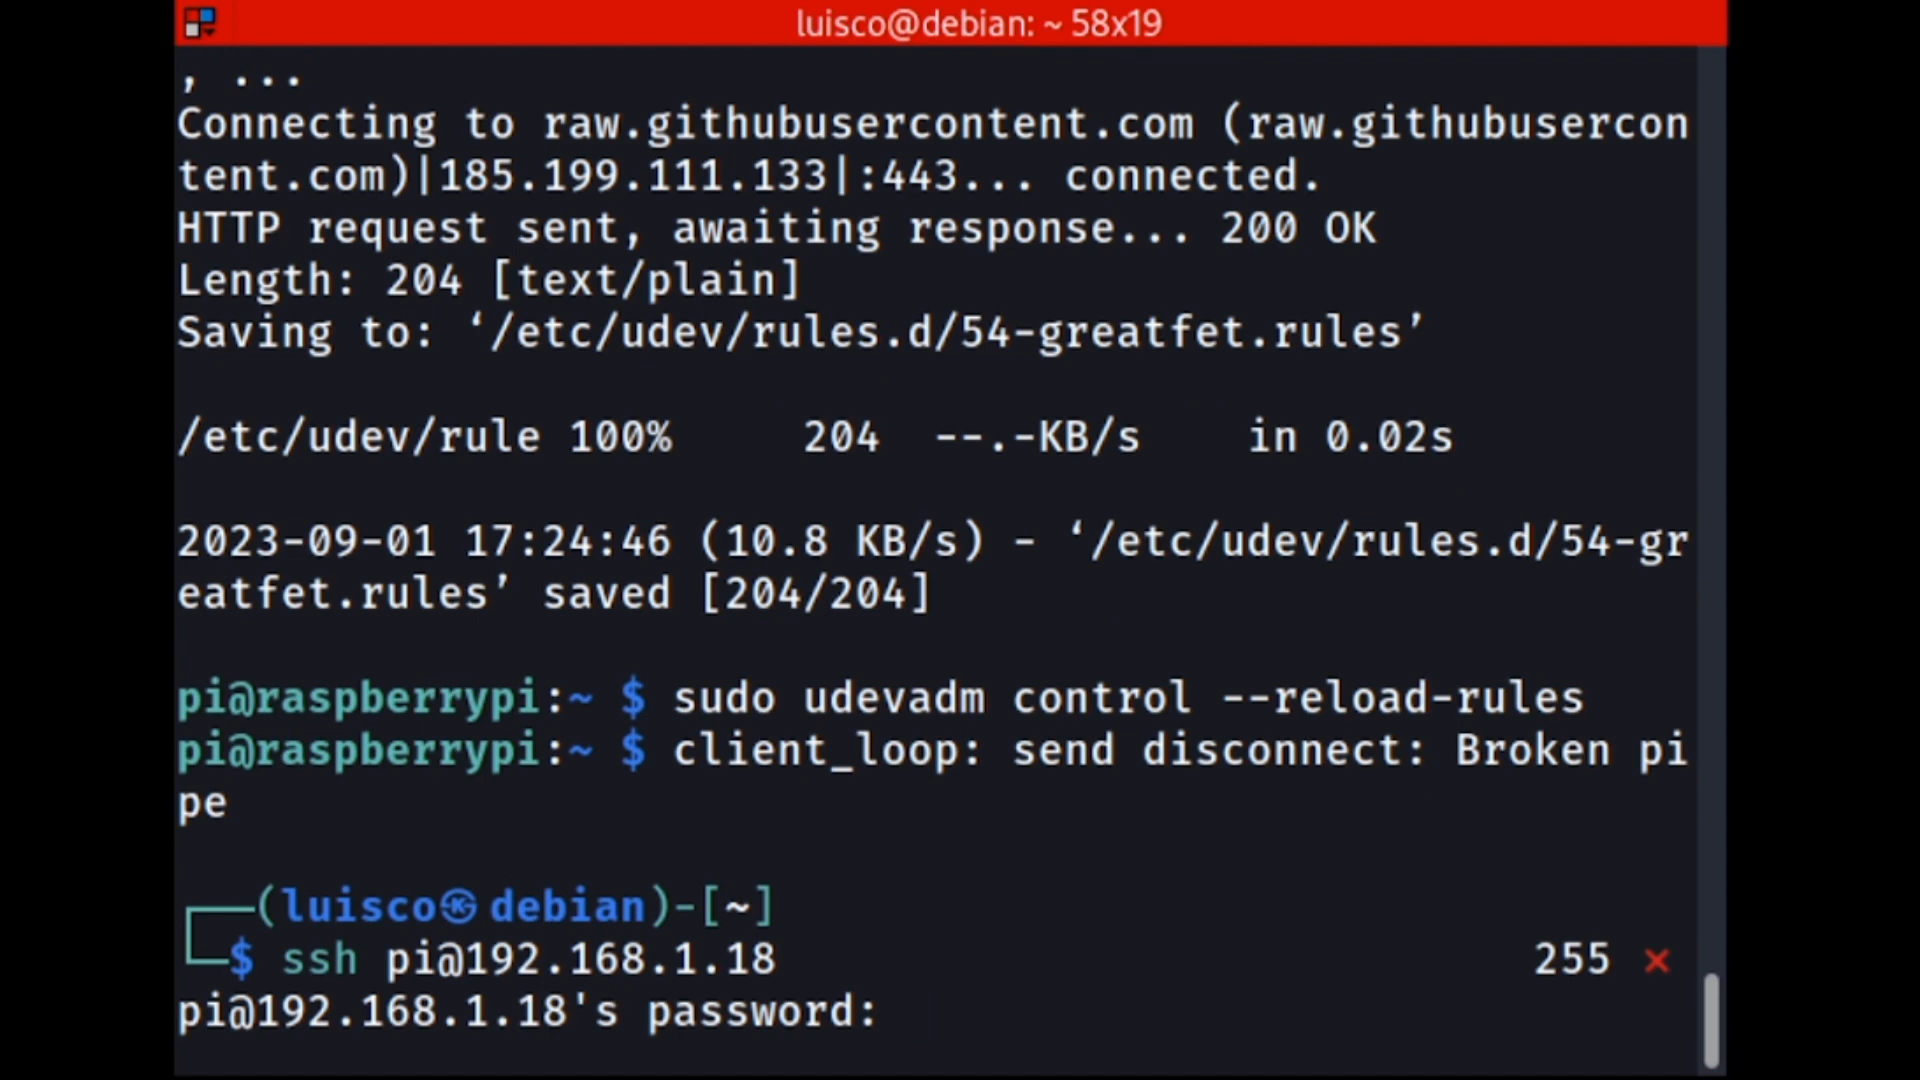 luisco@debian: ~ 58x19
, ...
Connecting to raw.githubusercontent.com (raw.githubusercon
tent.com)|185.199.111.133|:443... connected.
HTTP request sent, awaiting response... 200 OK
Length: 204 [text/plain]
Saving to: ‘/etc/udev/rules.d/54-greatfet.rules’
/etc/udev/rule 100%     204  --.-KB/s    in 0.02s
2023-09-01 17:24:46 (10.8 KB/s) - ‘/etc/udev/rules.d/54-gr
eatfet.rules’ saved [204/204]
pi@raspberrypi:~ $ sudo udevadm control --reload-rules
pi@raspberrypi:~ $ client_loop: send disconnect: Broken pi
pe
┌──(luisco㉿debian)-[~]
└─$ ssh pi@192.168.1.18 255 ⨯
pi@192.168.1.18's password: